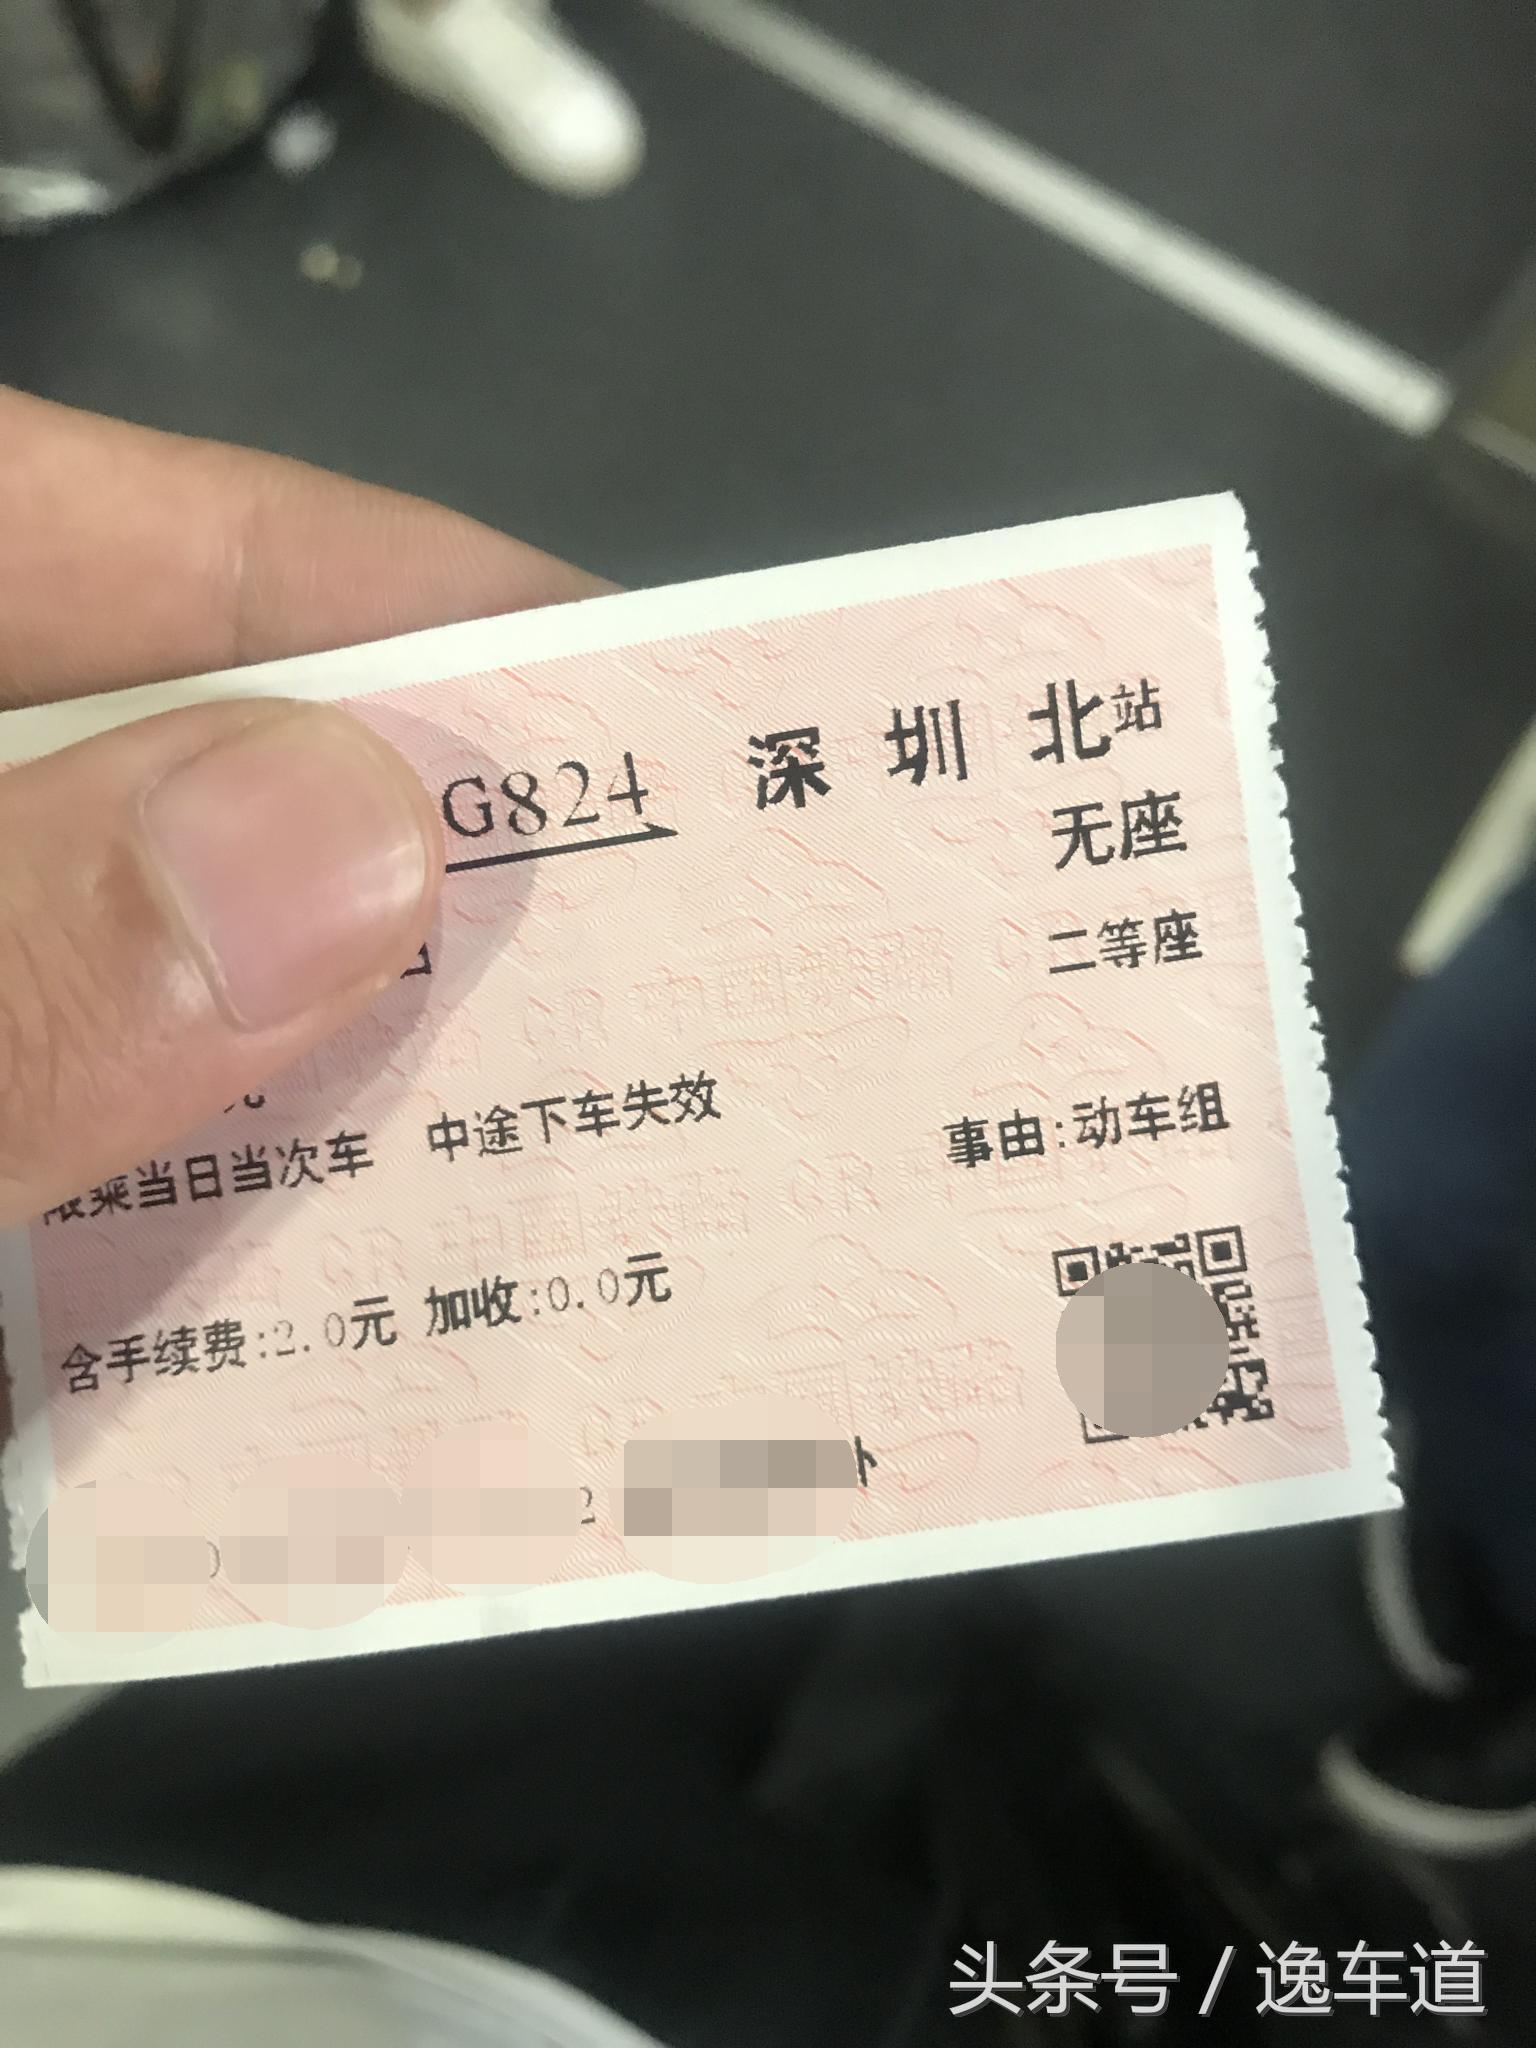 G824 深圳北站
无座
二等座
限乘当日当次车 中途下车失效
事由:动车组
含手续费:2.0元 加收:0.0元
头条号 / 逸车道